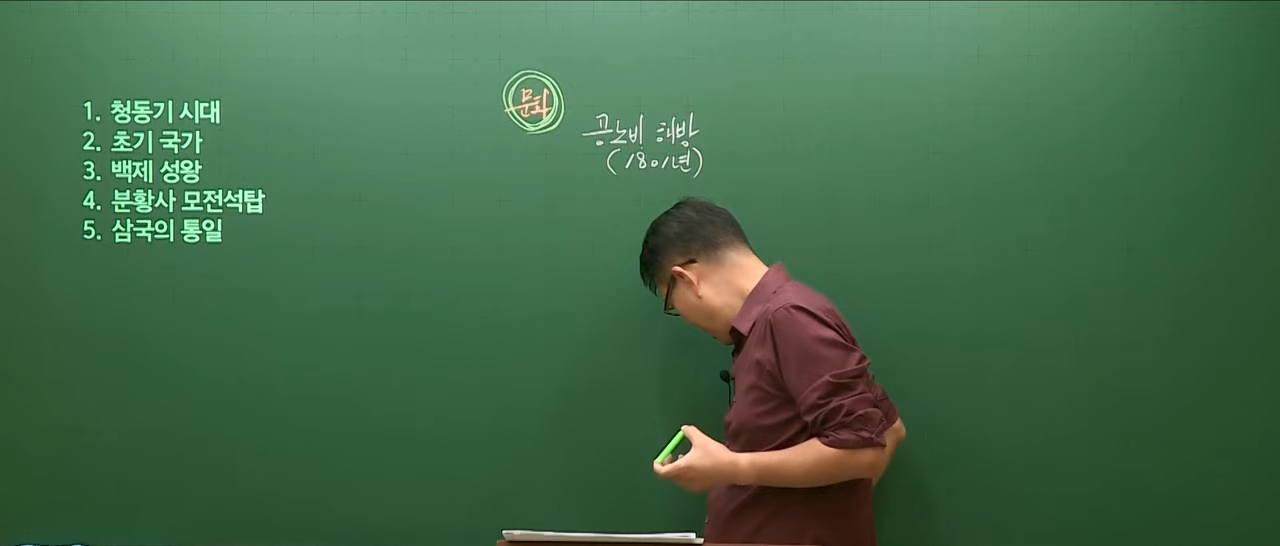 1. 청동기 시대
2. 초기 국가
3. 백제 성왕
4. 분황사 모전석탑
5. 삼국의 통일
문화
공노비 해방
(1801년)